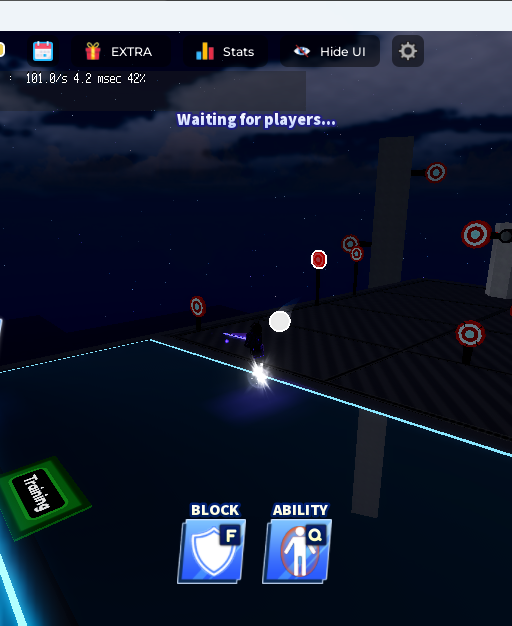 EXTRA
Stats
Hide UI
: 101.0/s 4.2 msec 42%
Waiting for players...
Training
BLOCK
ABILITY
F
Q